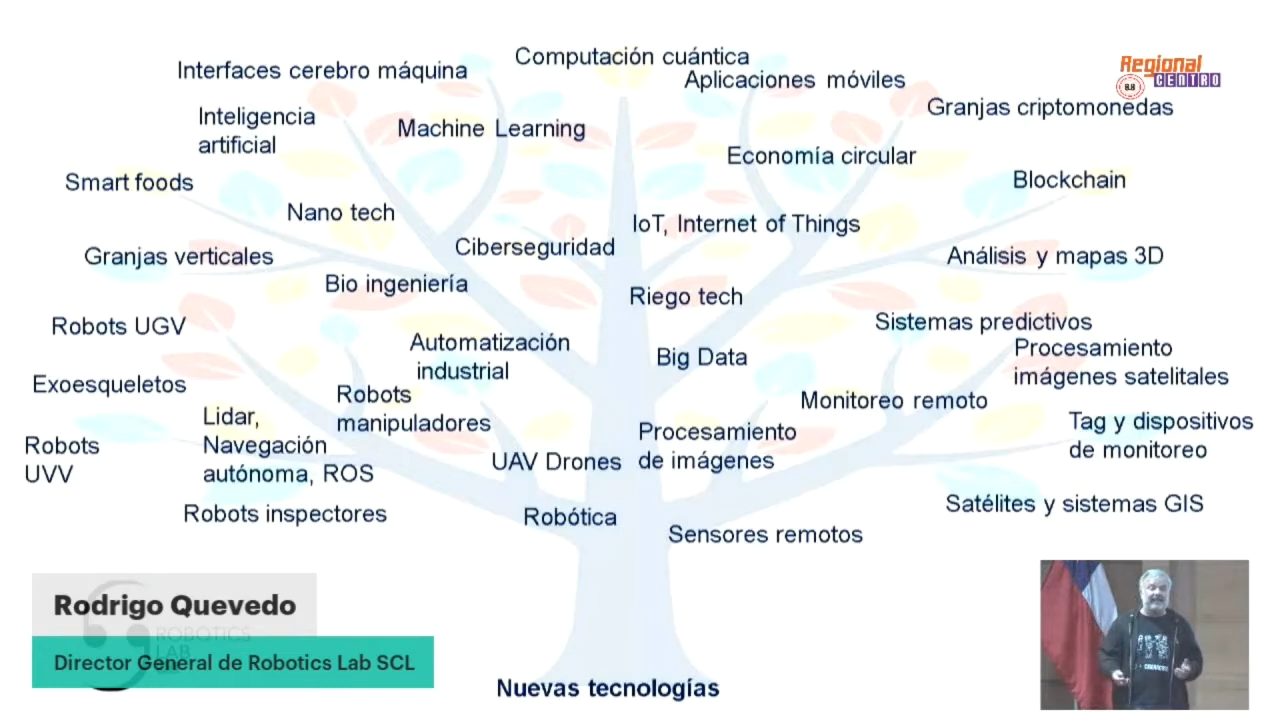 Computación cuántica
Interfaces cerebro máquina
Aplicaciones móviles
Regional
8.8 CENTRO
Granjas criptomonedas
Inteligencia
artificial
Machine Learning
Economía circular
Smart foods
Blockchain
Nano tech
IoT, Internet of Things
Ciberseguridad
Granjas verticales
Análisis y mapas 3D
Bio ingeniería
Riego tech
Robots UGV
Sistemas predictivos
Automatización
industrial
Big Data
Procesamiento
imágenes satelitales
Exoesqueletos
Robots
manipuladores
Monitoreo remoto
Lidar,
Navegación
autónoma, ROS
Tag y dispositivos
de monitoreo
Robots
UVV
Procesamiento
de imágenes
UAV Drones
Satélites y sistemas GIS
Robots inspectores
Robótica
Sensores remotos
Rodrigo Quevedo
ROBOTICS
LAB
Director General de Robotics Lab SCL
Nuevas tecnologías